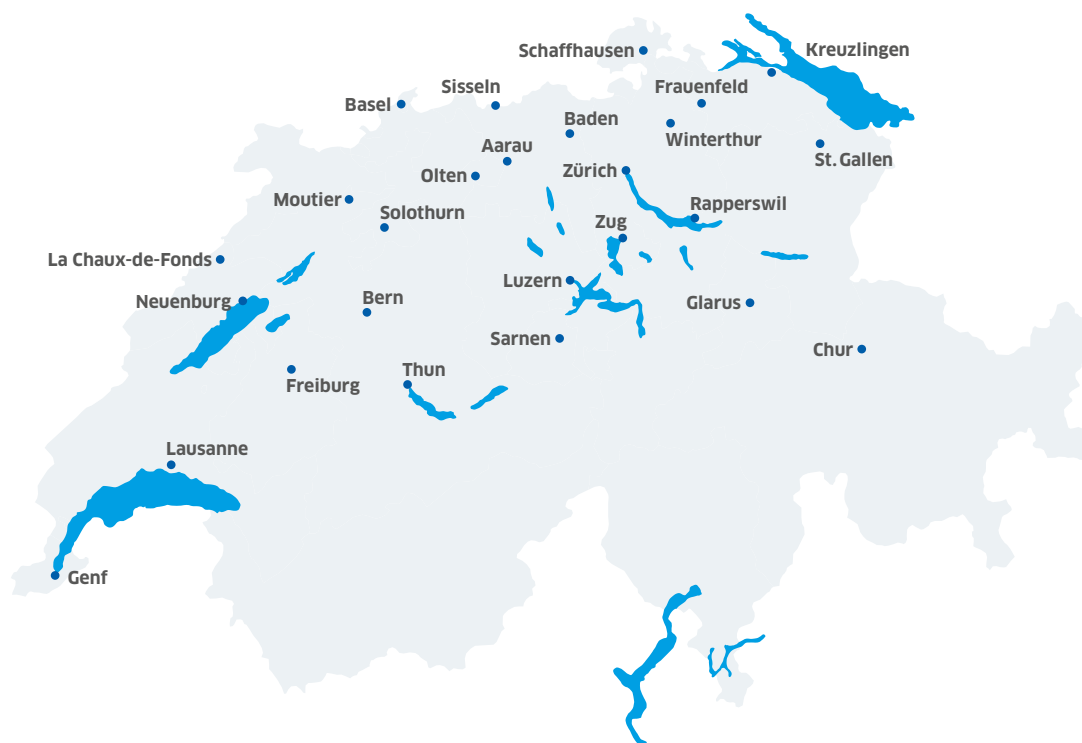 Schaffhausen
Kreuzlingen
Sisseln
Frauenfeld
Basel
Baden
Winterthur
Aarau
St. Gallen
Olten
Zürich
Moutier
Rapperswil
Solothurn
Zug
La Chaux-de-Fonds
Luzern
Neuenburg
Bern
Glarus
Sarnen
Chur
Thun
Freiburg
Lausanne
Genf